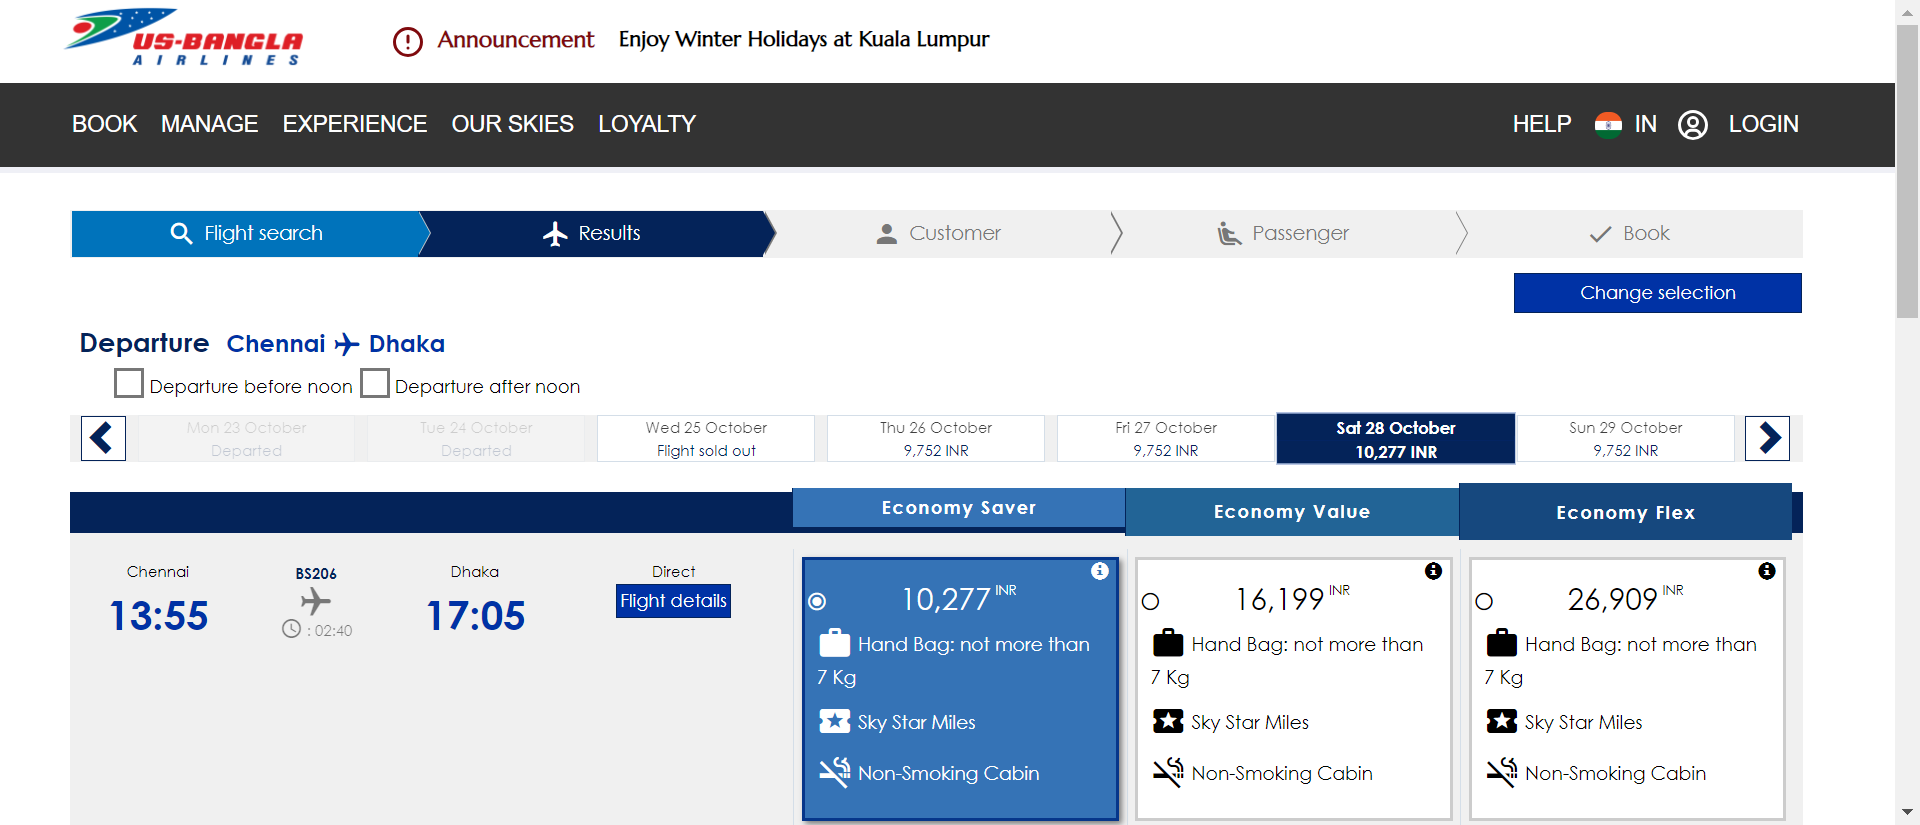 US-BANGLA
AIRLINES
Announcement Enjoy Winter Holidays at Kuala Lumpur
BOOK MANAGE EXPERIENCE OUR SKIES LOYALTY HELP IN LOGIN
Flight search Results Customer Passenger Book
Change selection
Departure Chennai Dhaka
Departure before noon Departure after noon
Mon 23 October Tue 24 October Wed 25 October Thu 26 October Fri 27 October Sat 28 October Sun 29 October
Departed Departed Flight sold out 9,752 INR 9,752 INR 10,277 INR 9,752 INR
Economy Saver Economy Value Economy Flex
Chennai BS206 Dhaka Direct
13:55 17:05 Flight details 10,277 INR 16,199 INR 26,909 INR
: 02:40
Hand Bag: not more than Hand Bag: not more than Hand Bag: not more than
7 Kg 7 Kg 7 Kg
Sky Star Miles Sky Star Miles Sky Star Miles
Non-Smoking Cabin Non-Smoking Cabin Non-Smoking Cabin